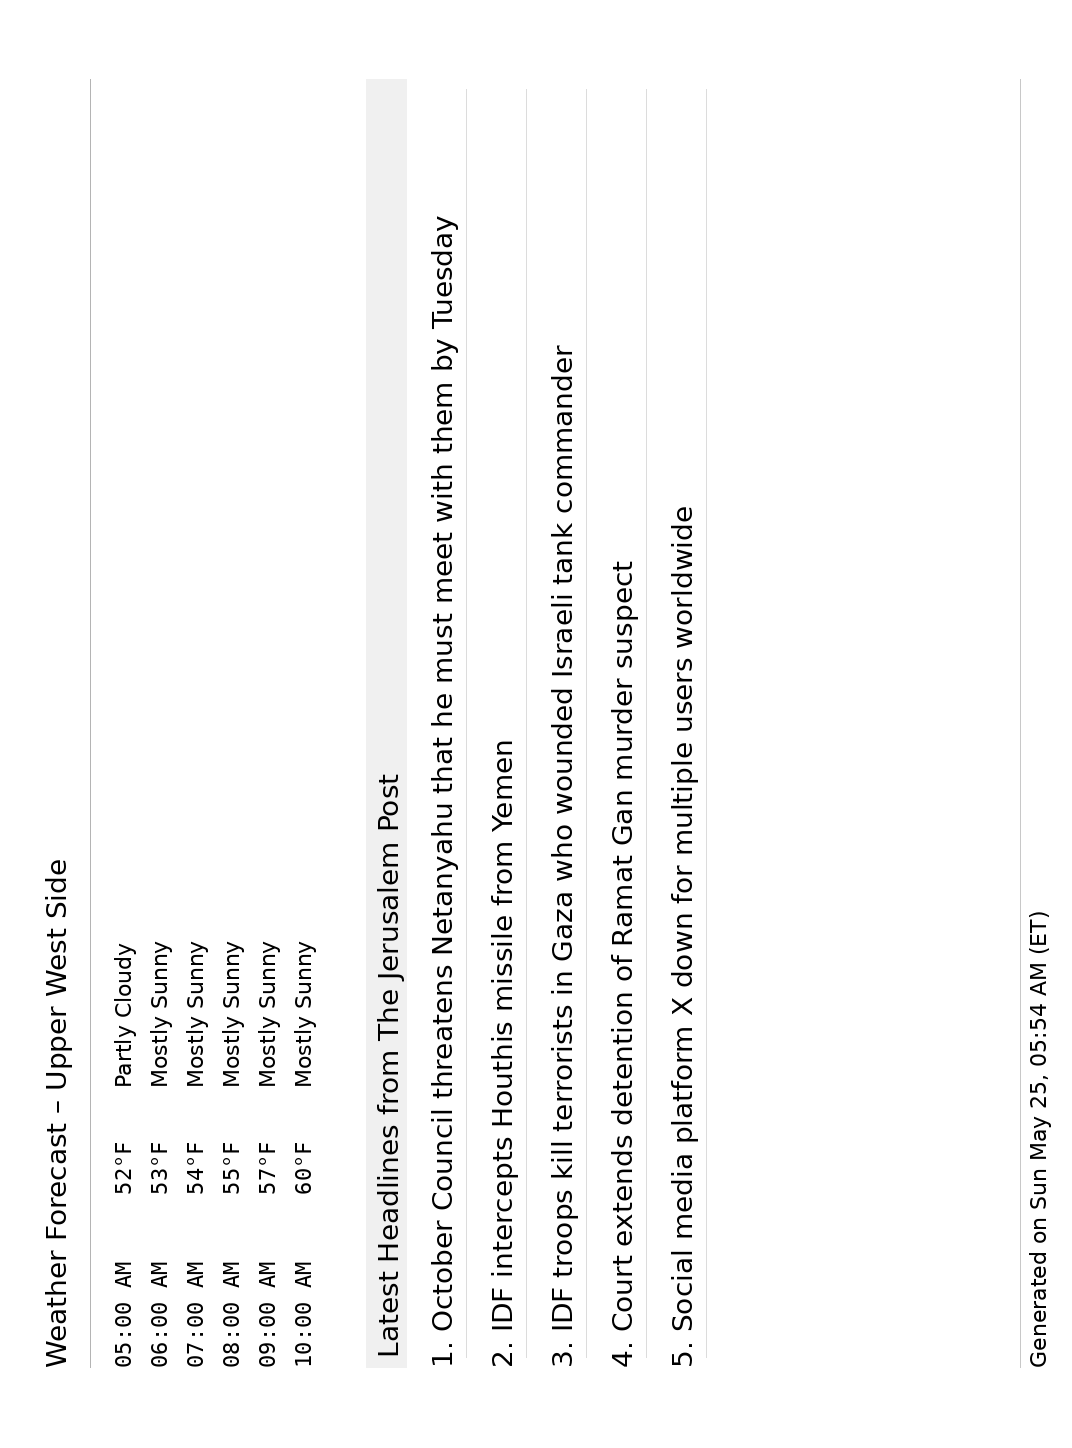 Weather Forecast – Upper West Side
05:00 AM 52°F Partly Cloudy
06:00 AM 53°F Mostly Sunny
07:00 AM 54°F Mostly Sunny
08:00 AM 55°F Mostly Sunny
09:00 AM 57°F Mostly Sunny
10:00 AM 60°F Mostly Sunny
Latest Headlines from The Jerusalem Post
1. October Council threatens Netanyahu that he must meet with them by Tuesday
2. IDF intercepts Houthis missile from Yemen
3. IDF troops kill terrorists in Gaza who wounded Israeli tank commander
4. Court extends detention of Ramat Gan murder suspect
5. Social media platform X down for multiple users worldwide
Generated on Sun May 25, 05:54 AM (ET)